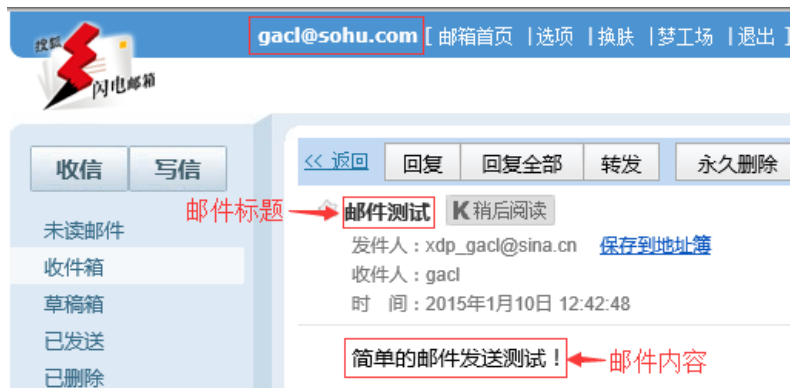 gacl@sohu.com [ 邮箱首页 | 选项 | 换肤 | 梦工场 | 退出 ]
搜狐
闪电邮箱
收信 写信
<< 返回 回复 回复全部 转发 永久删除
邮件标题 邮件测试 K稍后阅读
未读邮件
发件人：xdp_gacl@sina.cn 保存到地址簿
收件箱
收件人：gacl
草稿箱
时 间：2015年1月10日 12:42:48
已发送
简单的邮件发送测试！ 邮件内容
已删除